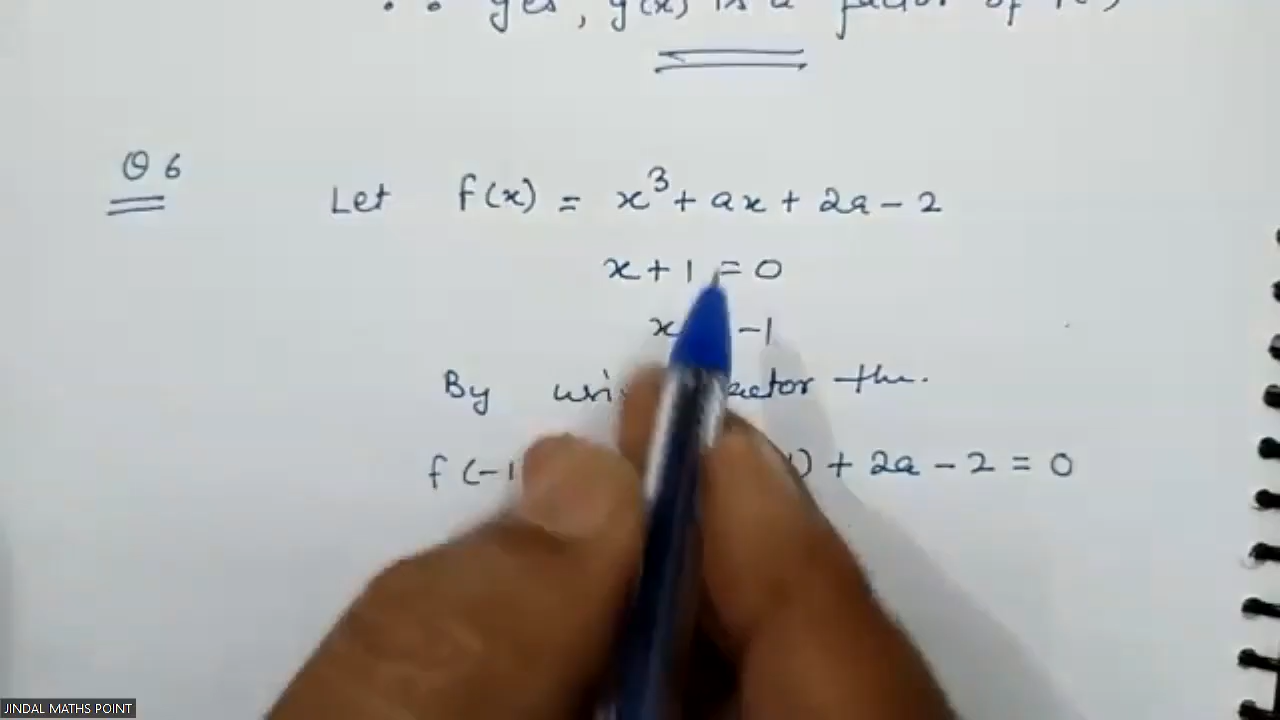 ∴ yes, g(x) is a factor of
Q 6
Let f(x) = x³ + ax + 2a - 2
x + 1 = 0
x -1
By the.
f (-1 ) + 2a - 2 = 0
JINDAL MATHS POINT